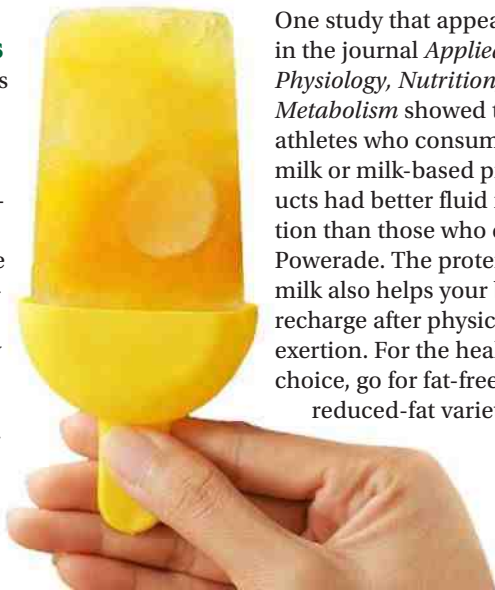 s
s
-
e
-
-
One study that appea
in the journal Applied
Physiology, Nutrition
Metabolism showed t
athletes who consum
milk or milk-based p
ucts had better fluid
tion than those who
Powerade. The prote
milk also helps your
recharge after physic
exertion. For the heal
choice, go for fat-free
reduced-fat varie